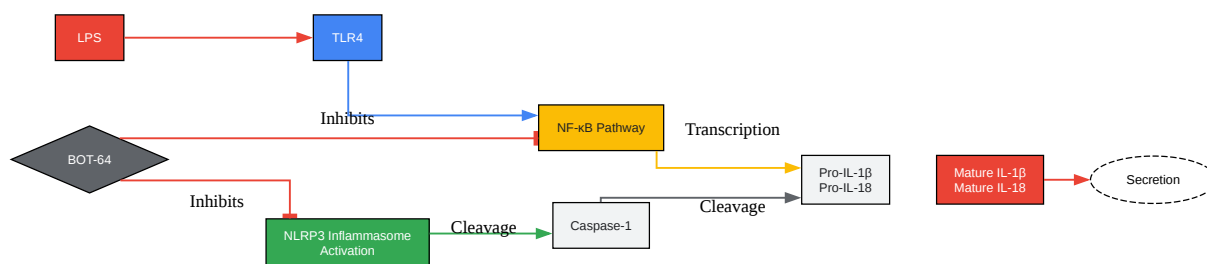 LPS
TLR4
Inhibits
NF-κB Pathway
Transcription
BOT-64
Pro-IL-1β
Pro-IL-18
Mature IL-1β
Mature IL-18
Secretion
Inhibits
Cleavage
NLRP3 Inflammasome
Activation
Cleavage
Caspase-1